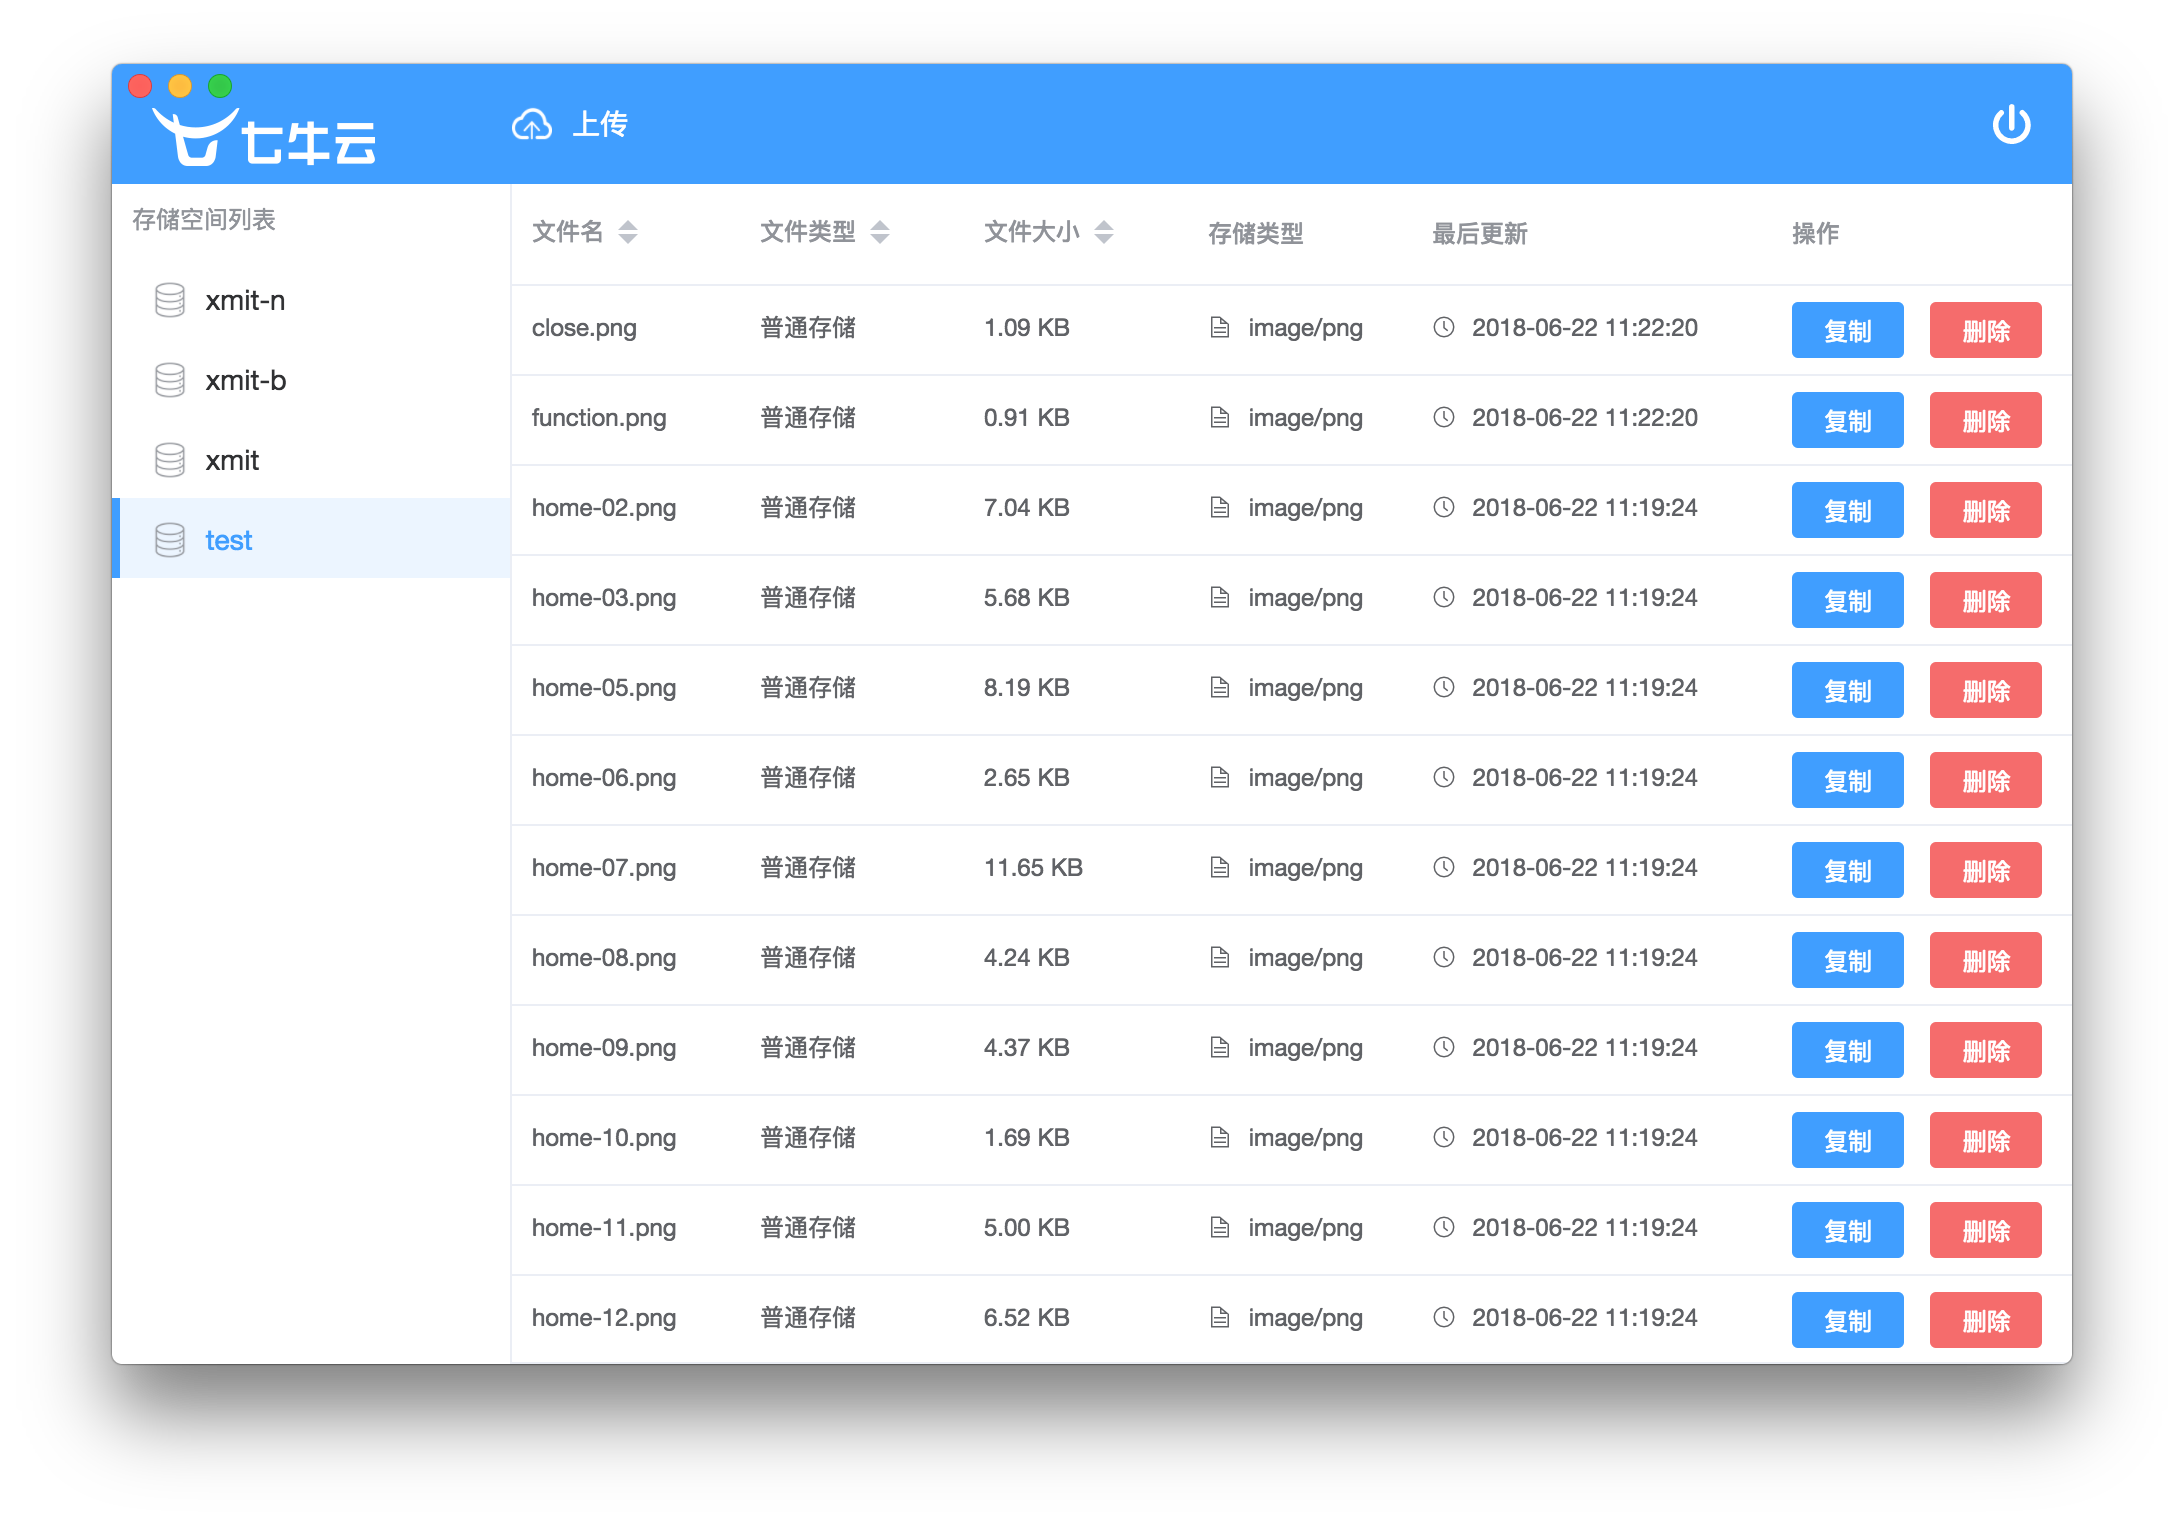 七牛云
上传
存储空间列表
xmit-n
xmit-b
xmit
test
文件名 文件类型 文件大小 存储类型 最后更新 操作
close.png 普通存储 1.09 KB image/png 2018-06-22 11:22:20 复制 删除
function.png 普通存储 0.91 KB image/png 2018-06-22 11:22:20 复制 删除
home-02.png 普通存储 7.04 KB image/png 2018-06-22 11:19:24 复制 删除
home-03.png 普通存储 5.68 KB image/png 2018-06-22 11:19:24 复制 删除
home-05.png 普通存储 8.19 KB image/png 2018-06-22 11:19:24 复制 删除
home-06.png 普通存储 2.65 KB image/png 2018-06-22 11:19:24 复制 删除
home-07.png 普通存储 11.65 KB image/png 2018-06-22 11:19:24 复制 删除
home-08.png 普通存储 4.24 KB image/png 2018-06-22 11:19:24 复制 删除
home-09.png 普通存储 4.37 KB image/png 2018-06-22 11:19:24 复制 删除
home-10.png 普通存储 1.69 KB image/png 2018-06-22 11:19:24 复制 删除
home-11.png 普通存储 5.00 KB image/png 2018-06-22 11:19:24 复制 删除
home-12.png 普通存储 6.52 KB image/png 2018-06-22 11:19:24 复制 删除